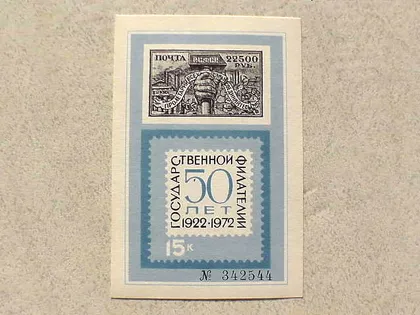 ПОЧТА РСФСР 22500
РУБ.
ГОСУДАРСТВЕННОЙ ФИЛАТЕЛИИ
50
ЛЕТ
1922·1972
15к
№ 342544